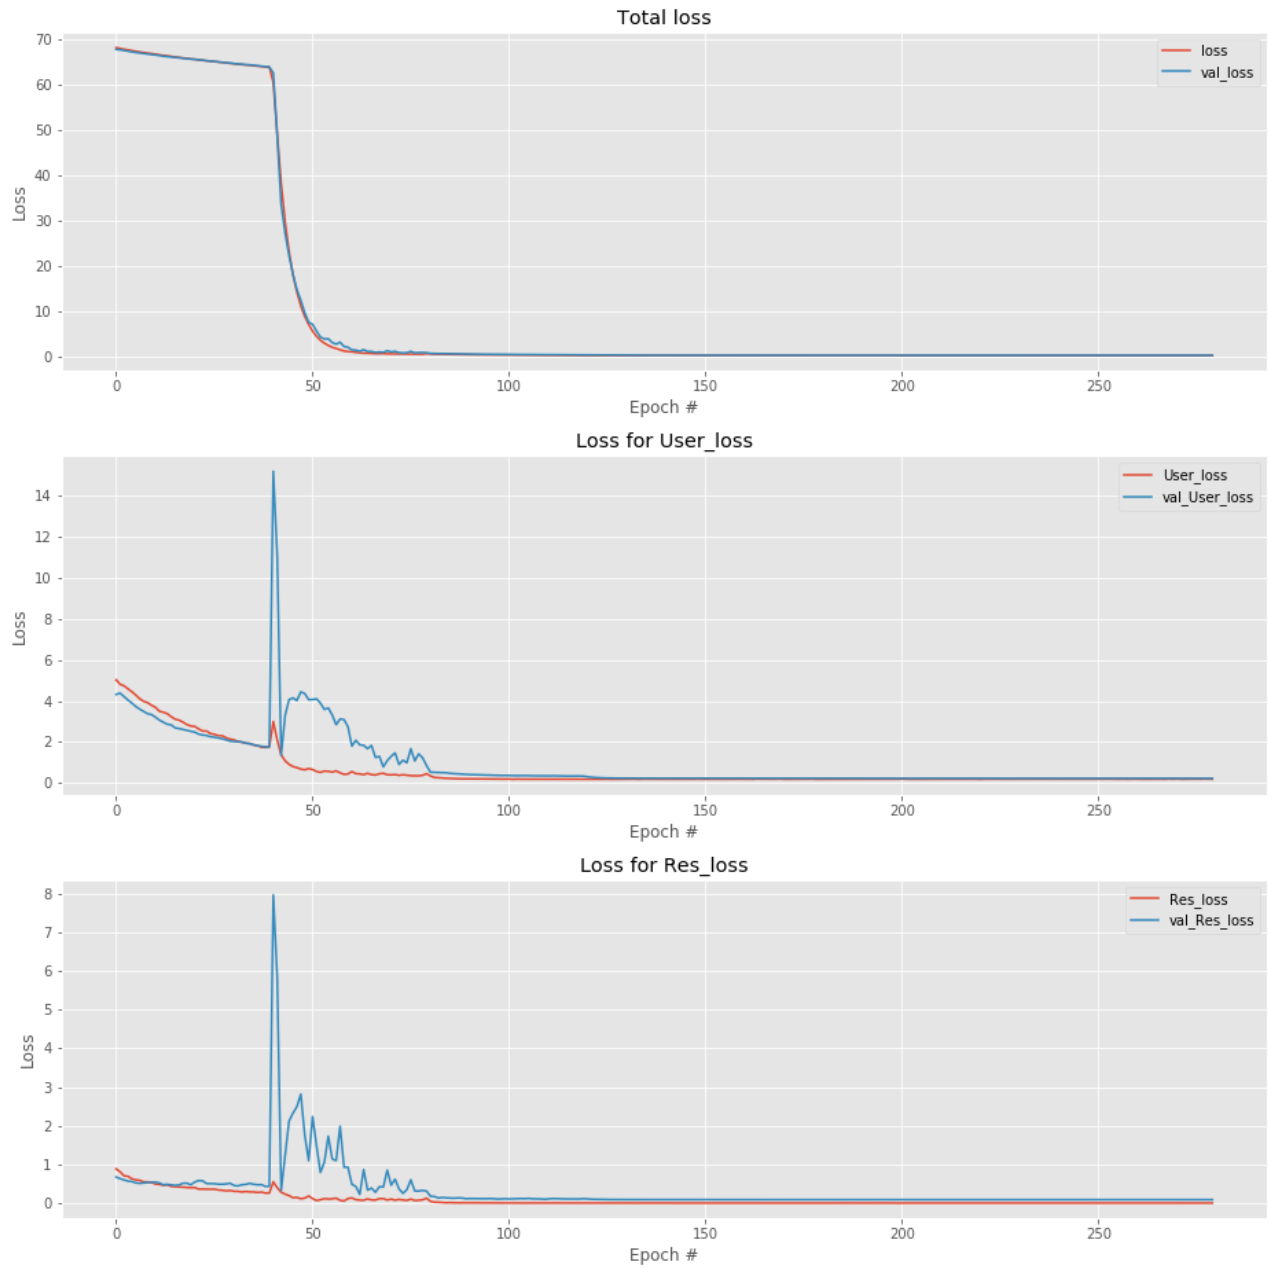 Total loss
loss
val_loss
70
60
50
40
30
20
10
0
Loss
0 50 100 150 200 250
Epoch #
Loss for User_loss
User_loss
val_User_loss
14
12
10
8
6
4
2
0
Loss
0 50 100 150 200 250
Epoch #
Loss for Res_loss
Res_loss
val_Res_loss
8
7
6
5
4
3
2
1
0
Loss
0 50 100 150 200 250
Epoch #